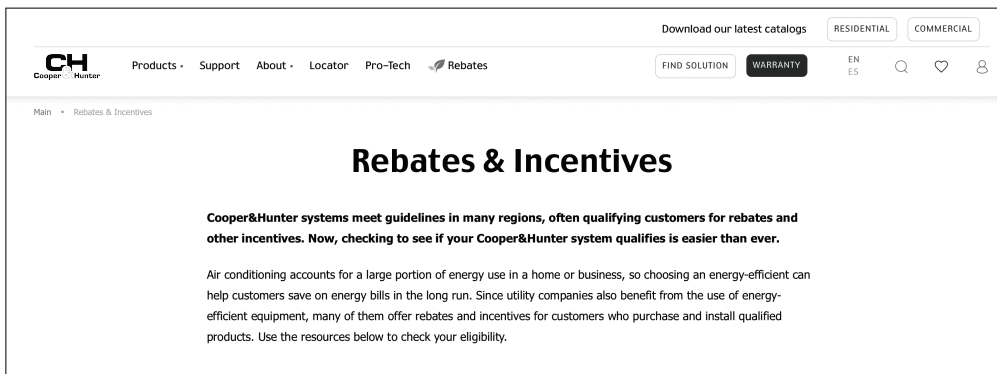 Download our latest catalogs RESIDENTIAL COMMERCIAL
CH
Cooper&Hunter
Products Support About Locator Pro-Tech Rebates FIND SOLUTION WARRANTY EN
ES
Main • Rebates & Incentives
Rebates & Incentives
Cooper&Hunter systems meet guidelines in many regions, often qualifying customers for rebates and
other incentives. Now, checking to see if your Cooper&Hunter system qualifies is easier than ever.
Air conditioning accounts for a large portion of energy use in a home or business, so choosing an energy-efficient can
help customers save on energy bills in the long run. Since utility companies also benefit from the use of energy-
efficient equipment, many of them offer rebates and incentives for customers who purchase and install qualified
products. Use the resources below to check your eligibility.